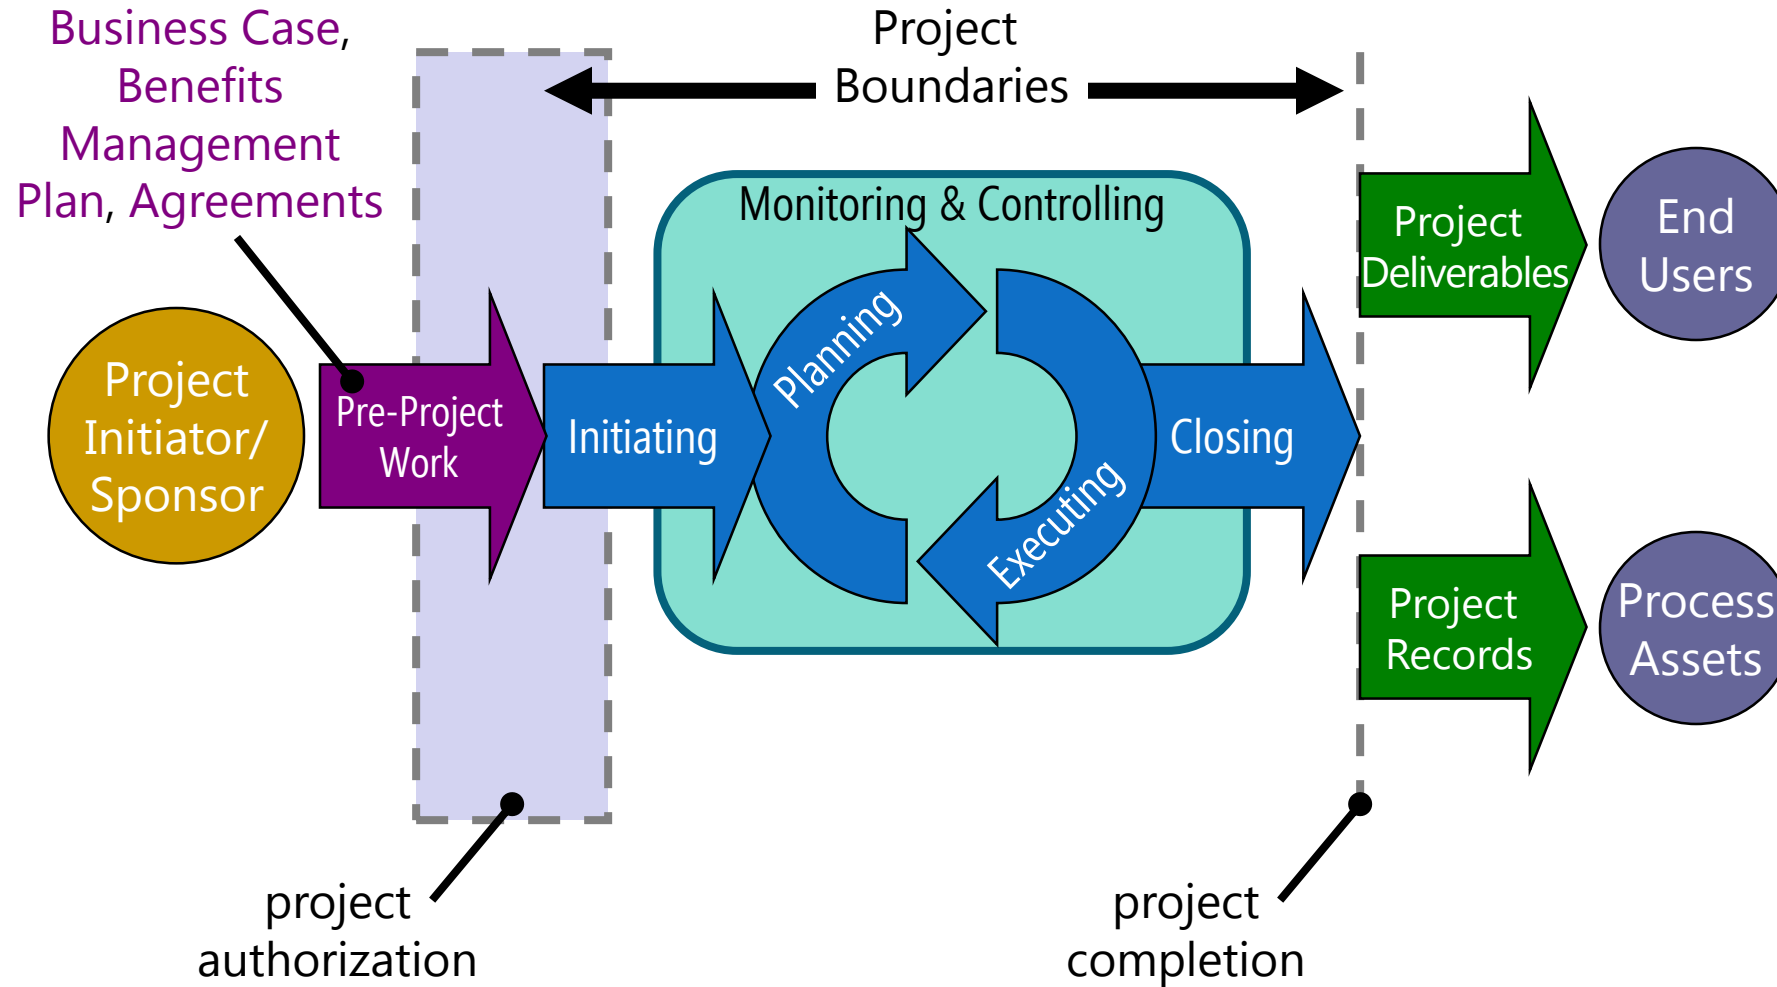 Business Case,
Benefits
Management
Plan, Agreements
Project
Boundaries
Monitoring & Controlling
Project
Initiator/
Sponsor
Pre-Project
Work
Initiating
Planning
Executing
Closing
Project
Deliverables
End
Users
Project
Records
Process
Assets
project
authorization
project
completion